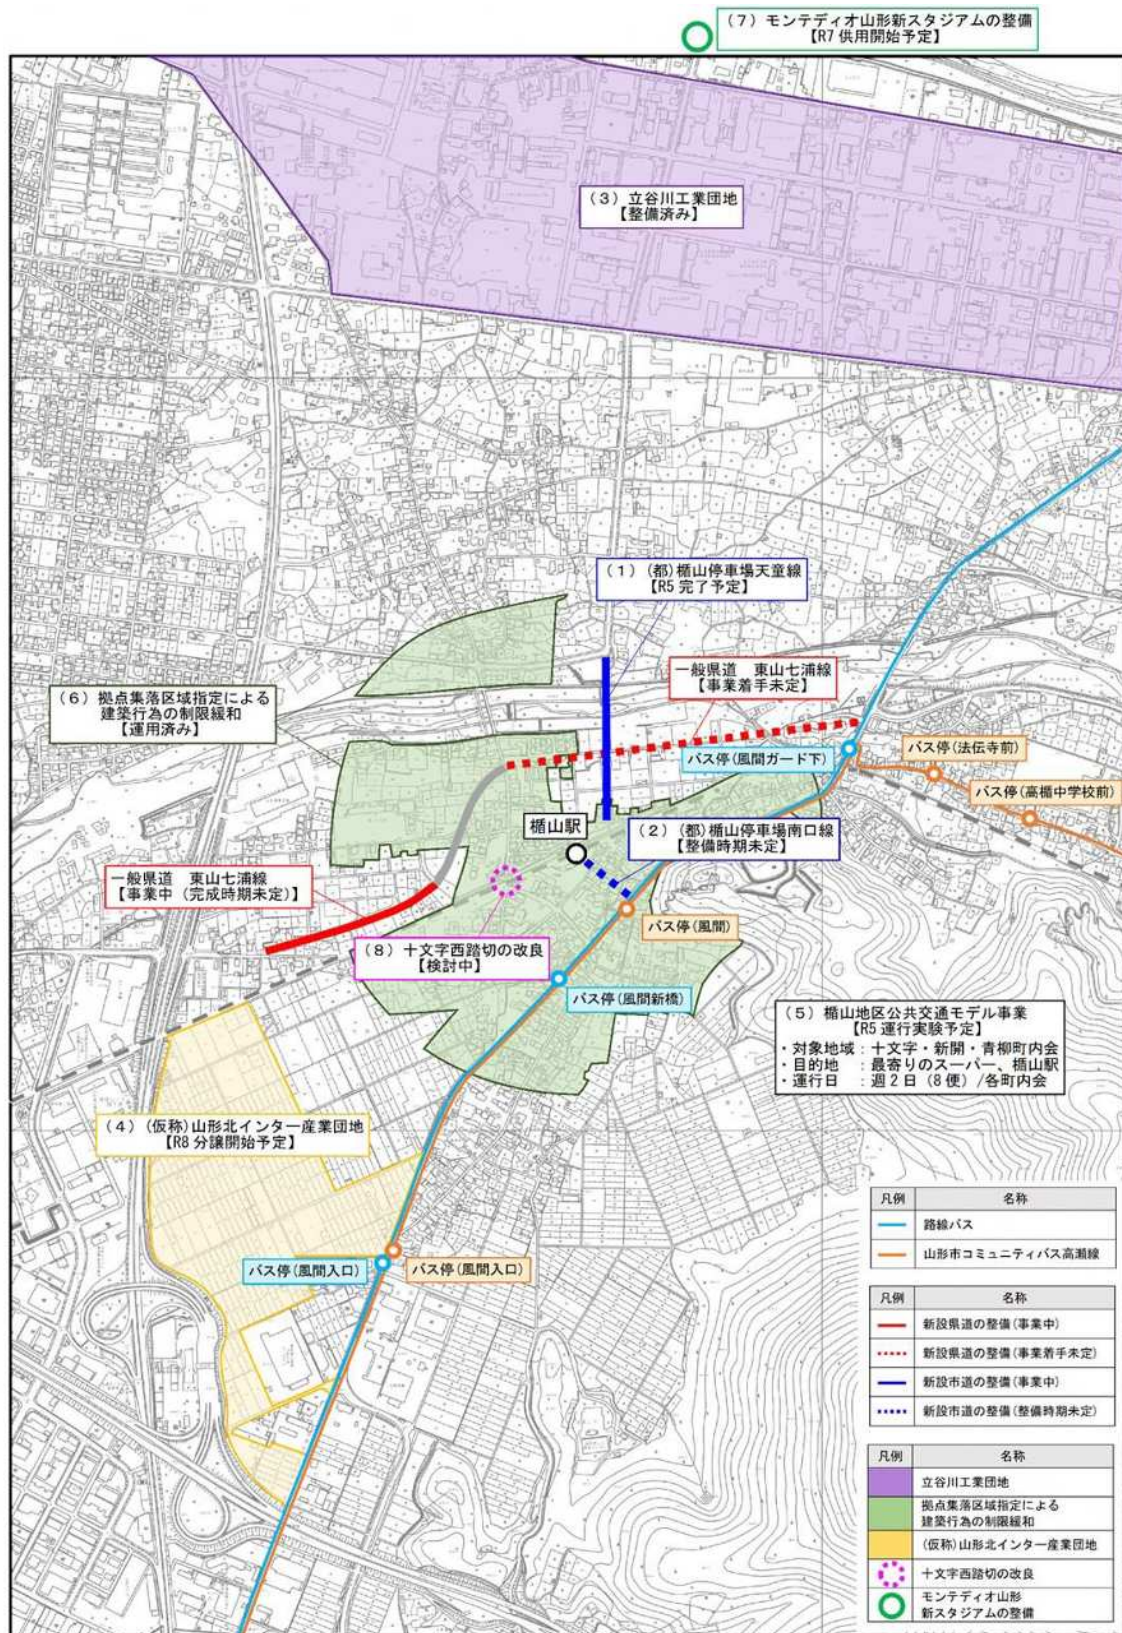 （７）モンテディオ山形新スタジアムの整備
【R7 供用開始予定】
（３）立谷川工業団地
【整備済み】
（１）（都）楯山停車場天童線
【R5 完了予定】
一般県道　東山七浦線
【事業着手未定】
（６）拠点集落区域指定による
建築行為の制限緩和
【運用済み】
バス停（法伝寺前）
バス停（風間ガード下）
バス停（高楯中学校前）
楯山駅
（２）（都）楯山停車場南口線
【整備時期未定】
一般県道　東山七浦線
【事業中（完成時期未定）】
バス停（風間）
（８）十文字西踏切の改良
【検討中】
バス停（風間新橋）
（５）楯山地区公共交通モデル事業
【R5 運行実験予定】
・対象地域：十文字・新開・青柳町内会
・目的地　：最寄りのスーパー、楯山駅
・運行日　：週２日（８便）/各町内会
（４）（仮称）山形北インター産業団地
【R8 分譲開始予定】
バス停（風間入口）
バス停（風間入口）
凡例　名称
路線バス
山形市コミュニティバス高瀬線
凡例　名称
新設県道の整備（事業中）
新設県道の整備（事業着手未定）
新設市道の整備（事業中）
新設市道の整備（整備時期未定）
凡例　名称
立谷川工業団地
拠点集落区域指定による
建築行為の制限緩和
（仮称）山形北インター産業団地
十文字西踏切の改良
モンテディオ山形
新スタジアムの整備